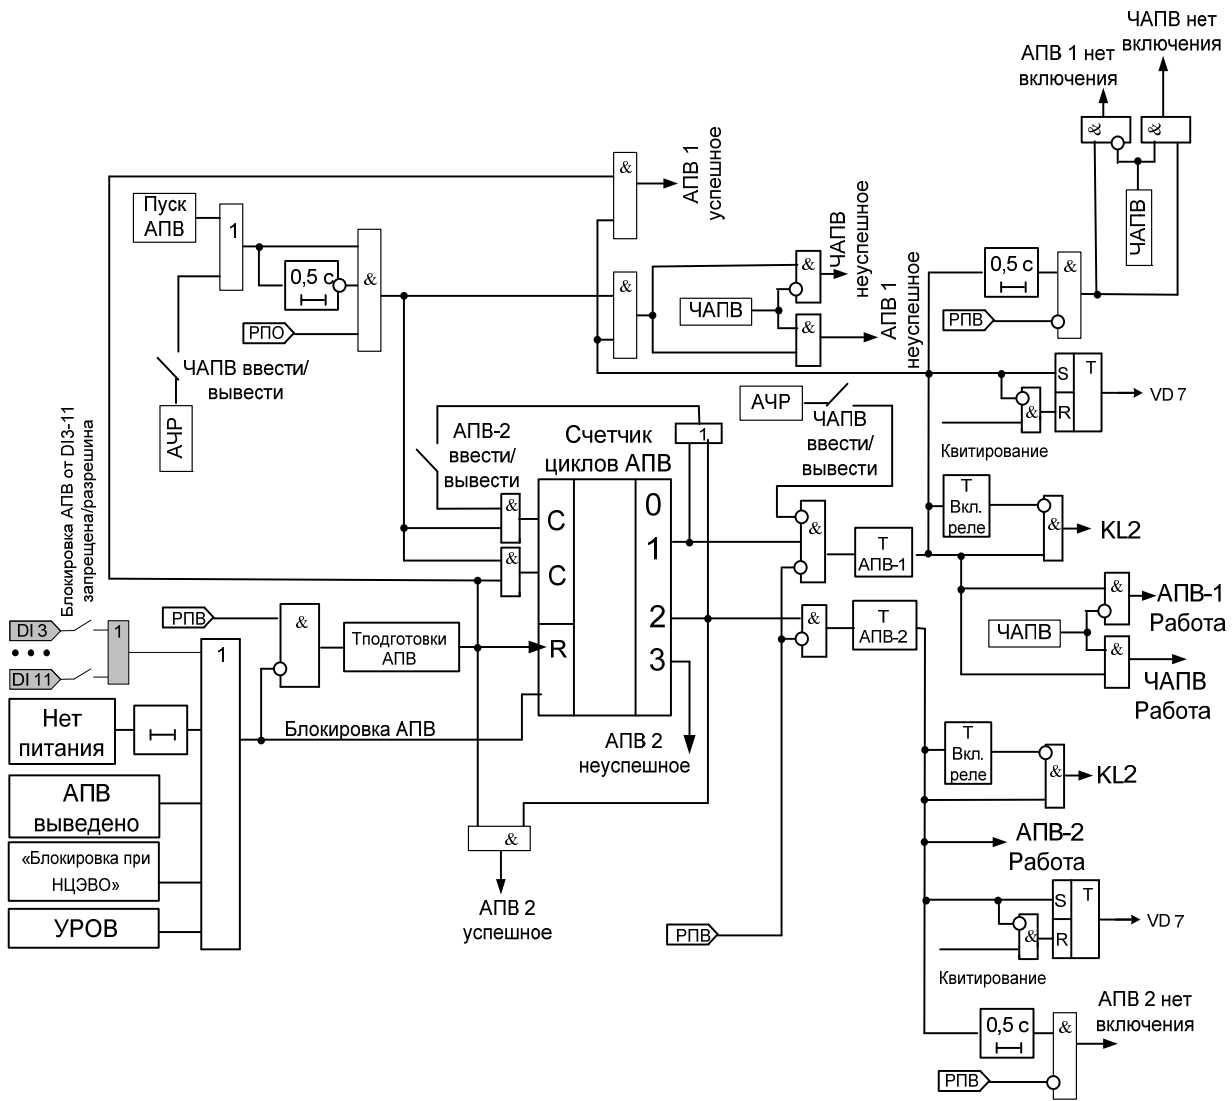 ЧАПВ нет
включения
АПВ 1 нет
включения
&
&
ЧАПВ
&
АПВ 1
успешное
Пуск
АПВ
1
0,5 с
&
РПО
ЧАПВ ввести/
вывести
АЧР
&
ЧАПВ
&
ЧАПВ
неуспешное
&
АПВ 1
неуспешное
0,5 с
&
РПВ
S
T
R
&
VD 7
Квитирование
АЧР
ЧАПВ
ввести/
вывести
АПВ-2
ввести/
вывести
1
Счетчик
циклов АПВ
&
C
&
C
R
0
1
2
3
&
T
АПВ-1
&
T
АПВ-2
T
Вкл.
реле
&
KL2
&
АПВ-1
Работа
ЧАПВ
&
ЧАПВ
Работа
Блокировка АПВ от DI3-11
запрещена/разрешина
DI 3
DI 11
1
РПВ
&
Tподготовки
АПВ
1
Нет
питания
Блокировка АПВ
АПВ
выведено
«Блокировка при
НЦЭВО»
УРОВ
АПВ 2
неуспешное
&
АПВ 2
успешное
РПВ
T
Вкл.
реле
&
KL2
АПВ-2
Работа
S
T
R
&
VD 7
Квитирование
0,5 с
&
АПВ 2 нет
включения
РПВ